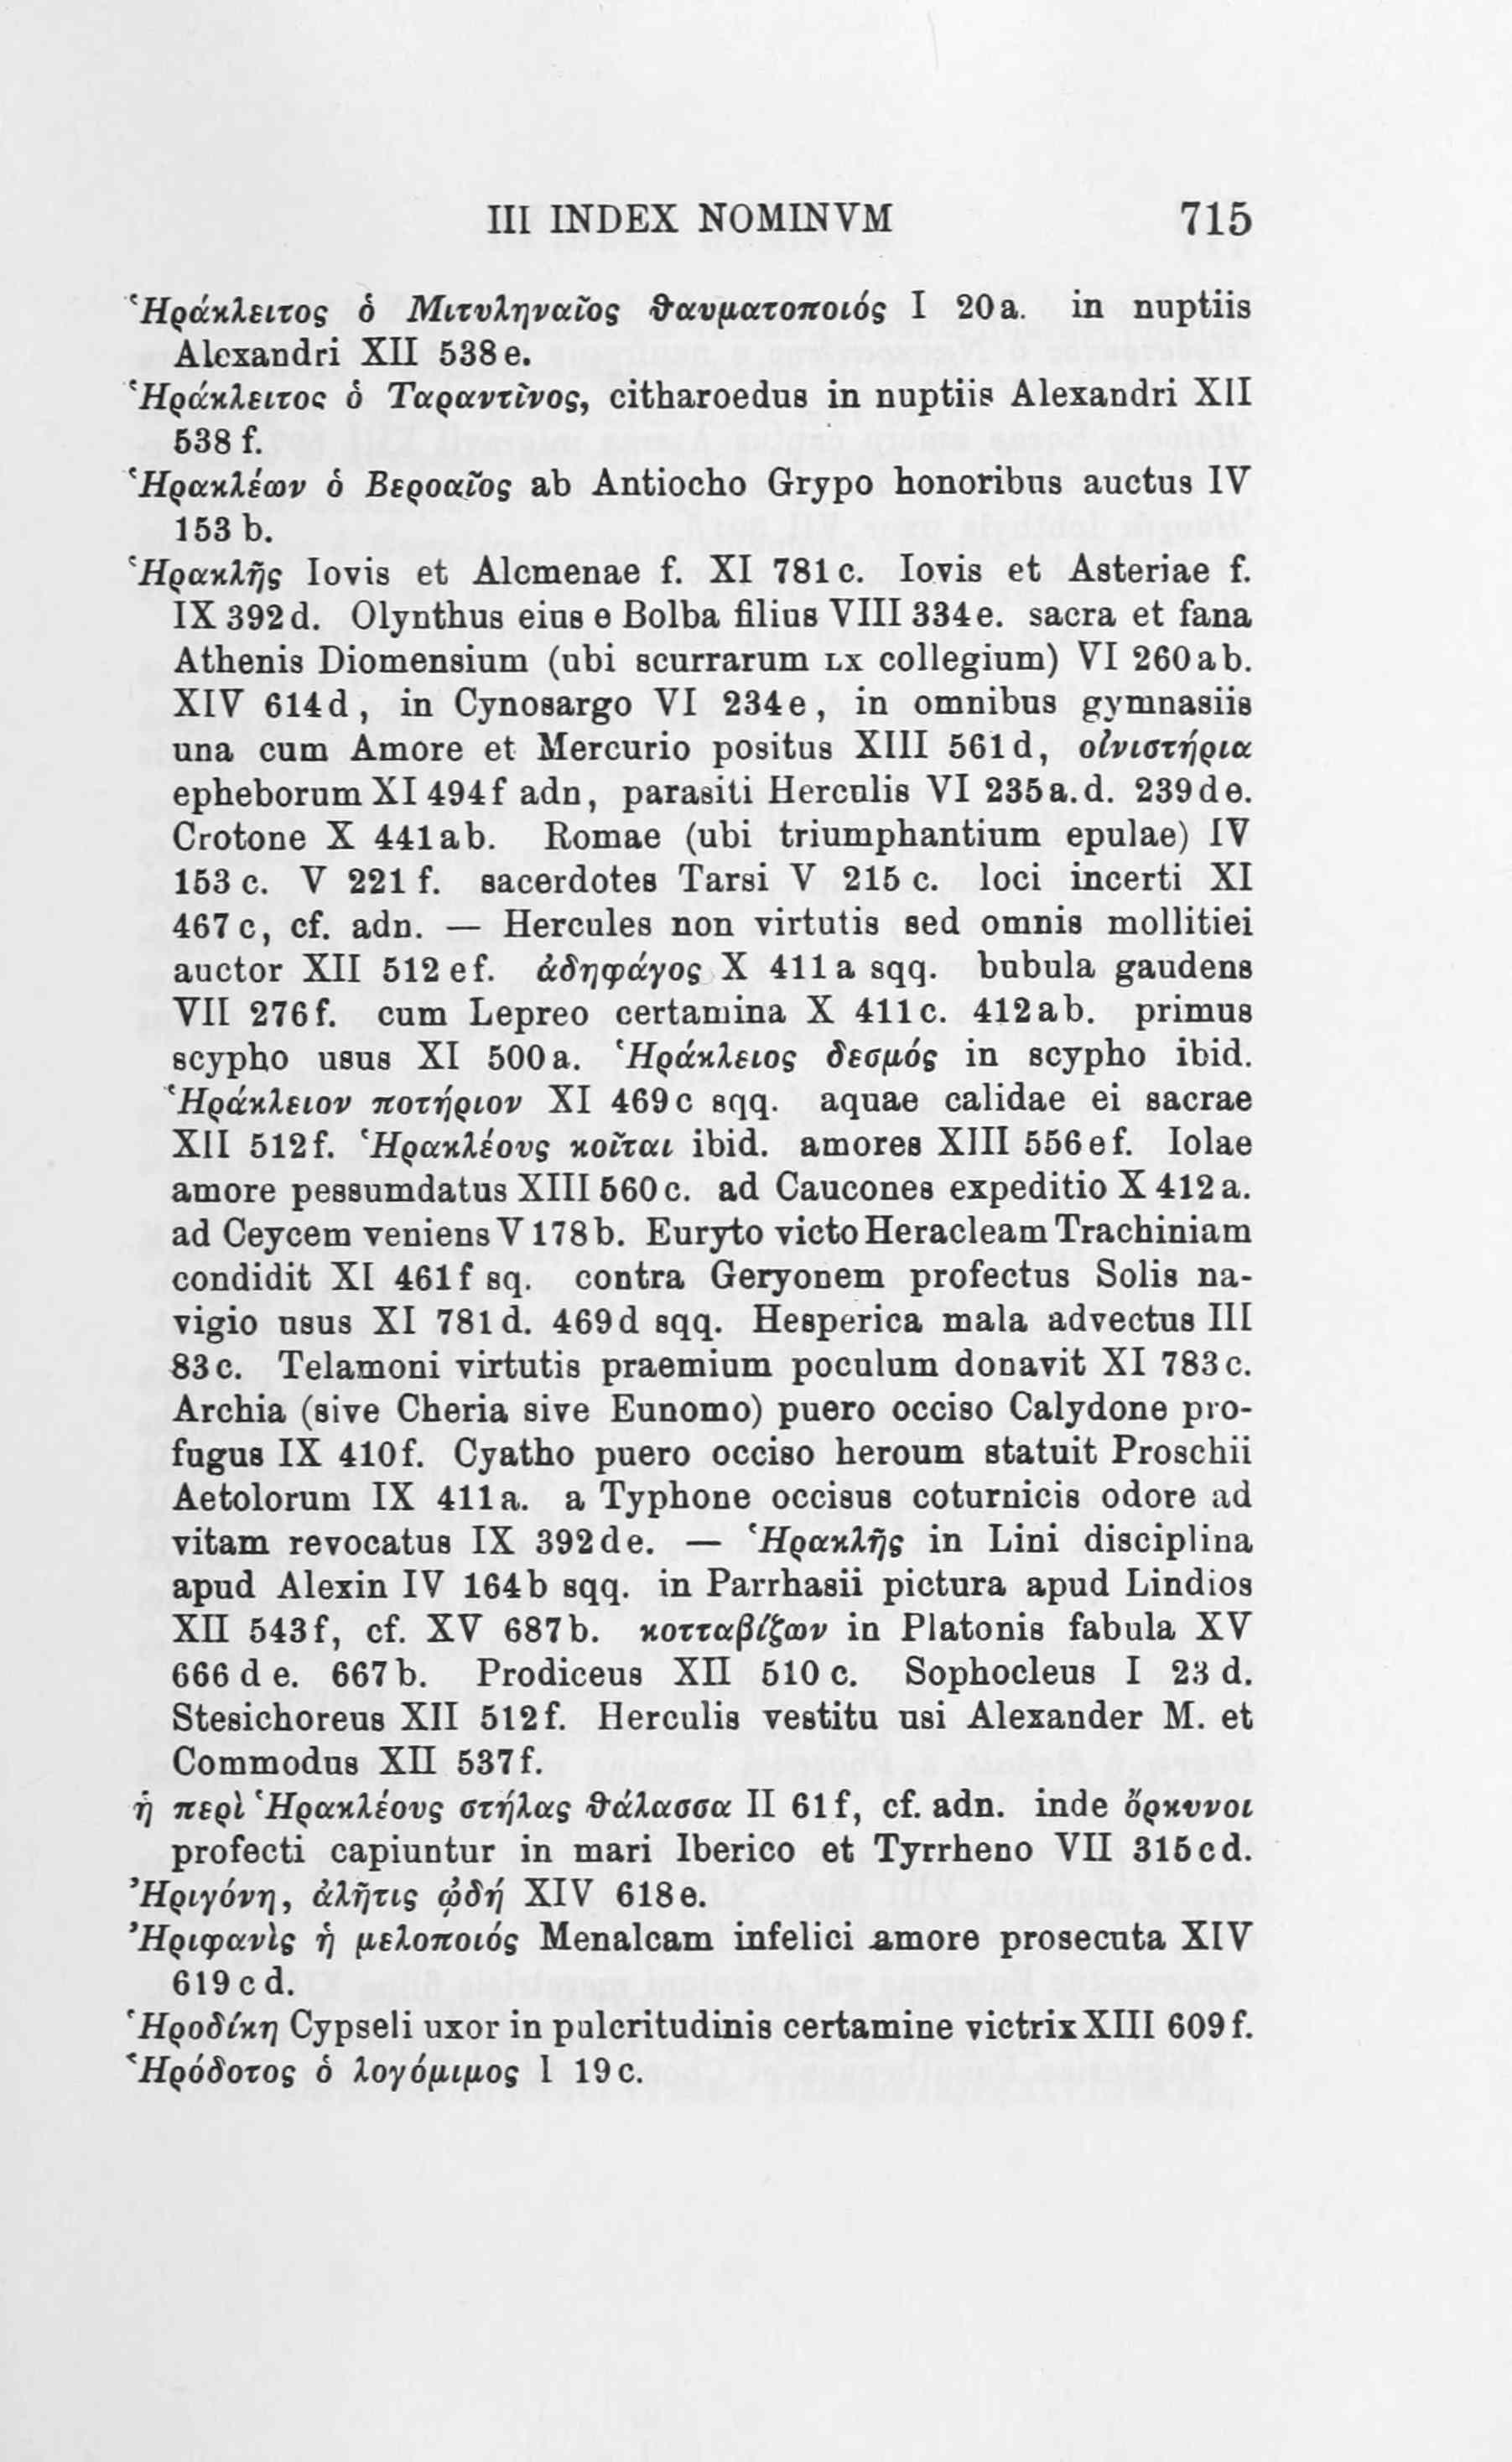 III INDEX NOMINVM 715
Ἡράκλειτος ὁ Μιτυληναῖος θαυματοποιός I 20a. in nuptiis
Alexandri XII 538e.
Ἡράκλειτος ὁ Ταραντῖνος, citharoedus in nuptiis Alexandri XII
538 f.
Ἡρακλέων ὁ Βεροαῖος ab Antiocho Grypo honoribus auctus IV
153 b.
Ἡρακλῆς Iovis et Alcmenae f. XI 781c. Iovis et Asteriae f.
IX 392d. Olynthus eius e Bolba filius VIII 334e. sacra et fana
Athenis Diomensium (ubi scurrarum LX collegium) VI 260ab.
XIV 614d, in Cynosargo VI 234e, in omnibus gymnasiis
una cum Amore et Mercurio positus XIII 561d, οἰνιστήρια
epheborum XI 494f adn, parasiti Herculis VI 235a.d. 239de.
Crotone X 441ab. Romae (ubi triumphantium epulae) IV
153 c. V 221 f. sacerdotes Tarsi V 215 c. loci incerti XI
467 c, cf. adn. — Hercules non virtutis sed omnis mollitiei
auctor XII 512 ef. ἀδηφάγος X 411a sqq. bubula gaudens
VII 276f. cum Lepreo certamina X 411c. 412ab. primus
scypho usus XI 500a. Ἡράκλειος δεσμός in scypho ibid.
Ἡράκλειον ποτήριον XI 469c sqq. aquae calidae ei sacrae
XII 512f. Ἡρακλέους κοῖται ibid. amores XIII 556ef. Iolae
amore pessumdatus XIII 560c. ad Caucones expeditio X 412a.
ad Ceycem veniens V 178b. Euryto victo Heracleam Trachiniam
condidit XI 461f sq. contra Geryonem profectus Solis na-
vigio usus XI 781d. 469d sqq. Hesperica mala advectus III
83c. Telamoni virtutis praemium poculum donavit XI 783c.
Archia (sive Cheria sive Eunomo) puero occiso Calydone pro-
fugus IX 410f. Cyatho puero occiso heroum statuit Proschii
Aetolorum IX 411a. a Typhone occisus coturnicis odore ad
vitam revocatus IX 392de. — Ἡρακλῆς in Lini disciplina
apud Alexin IV 164b sqq. in Parrhasii pictura apud Lindios
XII 543f, cf. XV 687b. κοτταβίζων in Platonis fabula XV
666 d e. 667b. Prodiceus XII 510 c. Sophocleus I 23 d.
Stesichoreus XII 512f. Herculis vestitu usi Alexander M. et
Commodus XII 537f.
ἡ περὶ Ἡρακλέους στήλας θάλασσα II 61f, cf. adn. inde ὄρκυνοι
profecti capiuntur in mari Iberico et Tyrrheno VII 315cd.
Ἠριγόνη, ἀλῆτις ᾠδή XIV 618e.
Ἠριφανὶς ἡ μελοποιός Menalcam infelici amore prosecuta XIV
619cd.
Ἡροδίκη Cypseli uxor in pulcritudinis certamine victrix XIII 609f.
Ἡρόδοτος ὁ λογόμιμος I 19c.